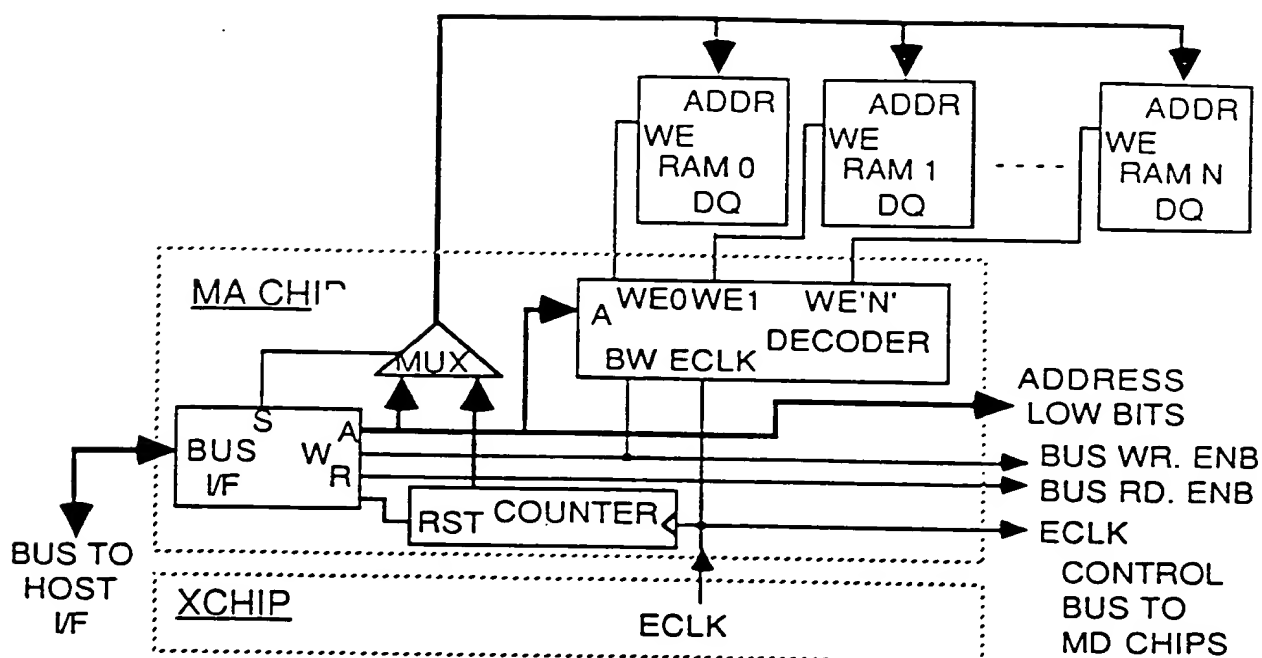 ADDR
WE
RAM 0
DQ
ADDR
WE
RAM 1
DQ
ADDR
WE
RAM N
DQ
MA
A
WE0 WE1 WE'N'
DECODER
BW ECLK
MUX
S
BUS
I/F
A
W
R
RST COUNTER
ADDRESS
LOW BITS
BUS WR. ENB
BUS RD. ENB
ECLK
CONTROL
BUS TO
MD CHIPS
BUS TO
HOST
I/F
XCHIP
ECLK